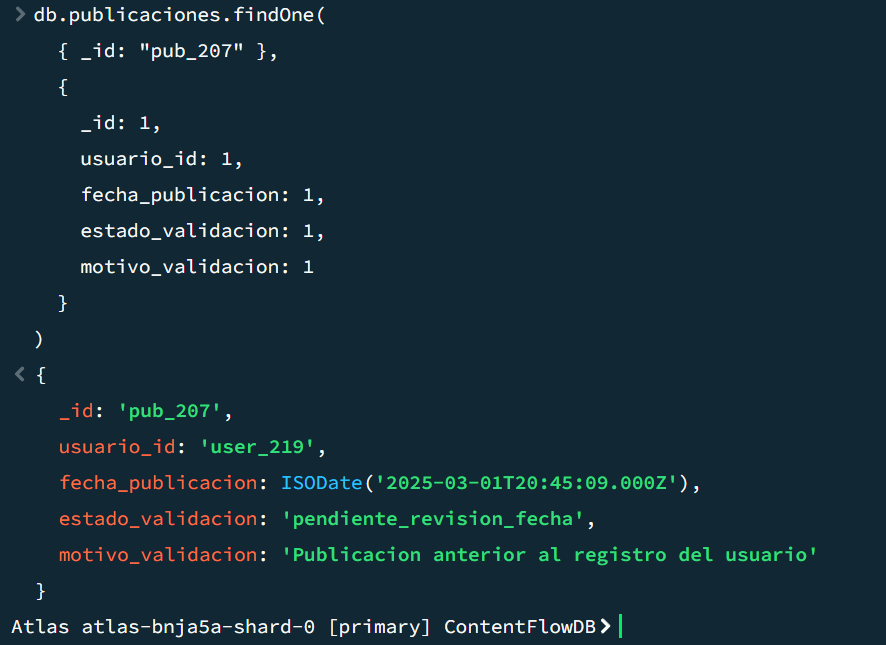 db.publicaciones.findOne(
{ _id: "pub_207" },
{
_id: 1,
usuario_id: 1,
fecha_publicacion: 1,
estado_validacion: 1,
motivo_validacion: 1
}
)
{
_id: 'pub_207',
usuario_id: 'user_219',
fecha_publicacion: ISODate('2025-03-01T20:45:09.000Z'),
estado_validacion: 'pendiente_revision_fecha',
motivo_validacion: 'Publicacion anterior al registro del usuario'
}
Atlas atlas-bnja5a-shard-0 [primary] ContentFlowDB>